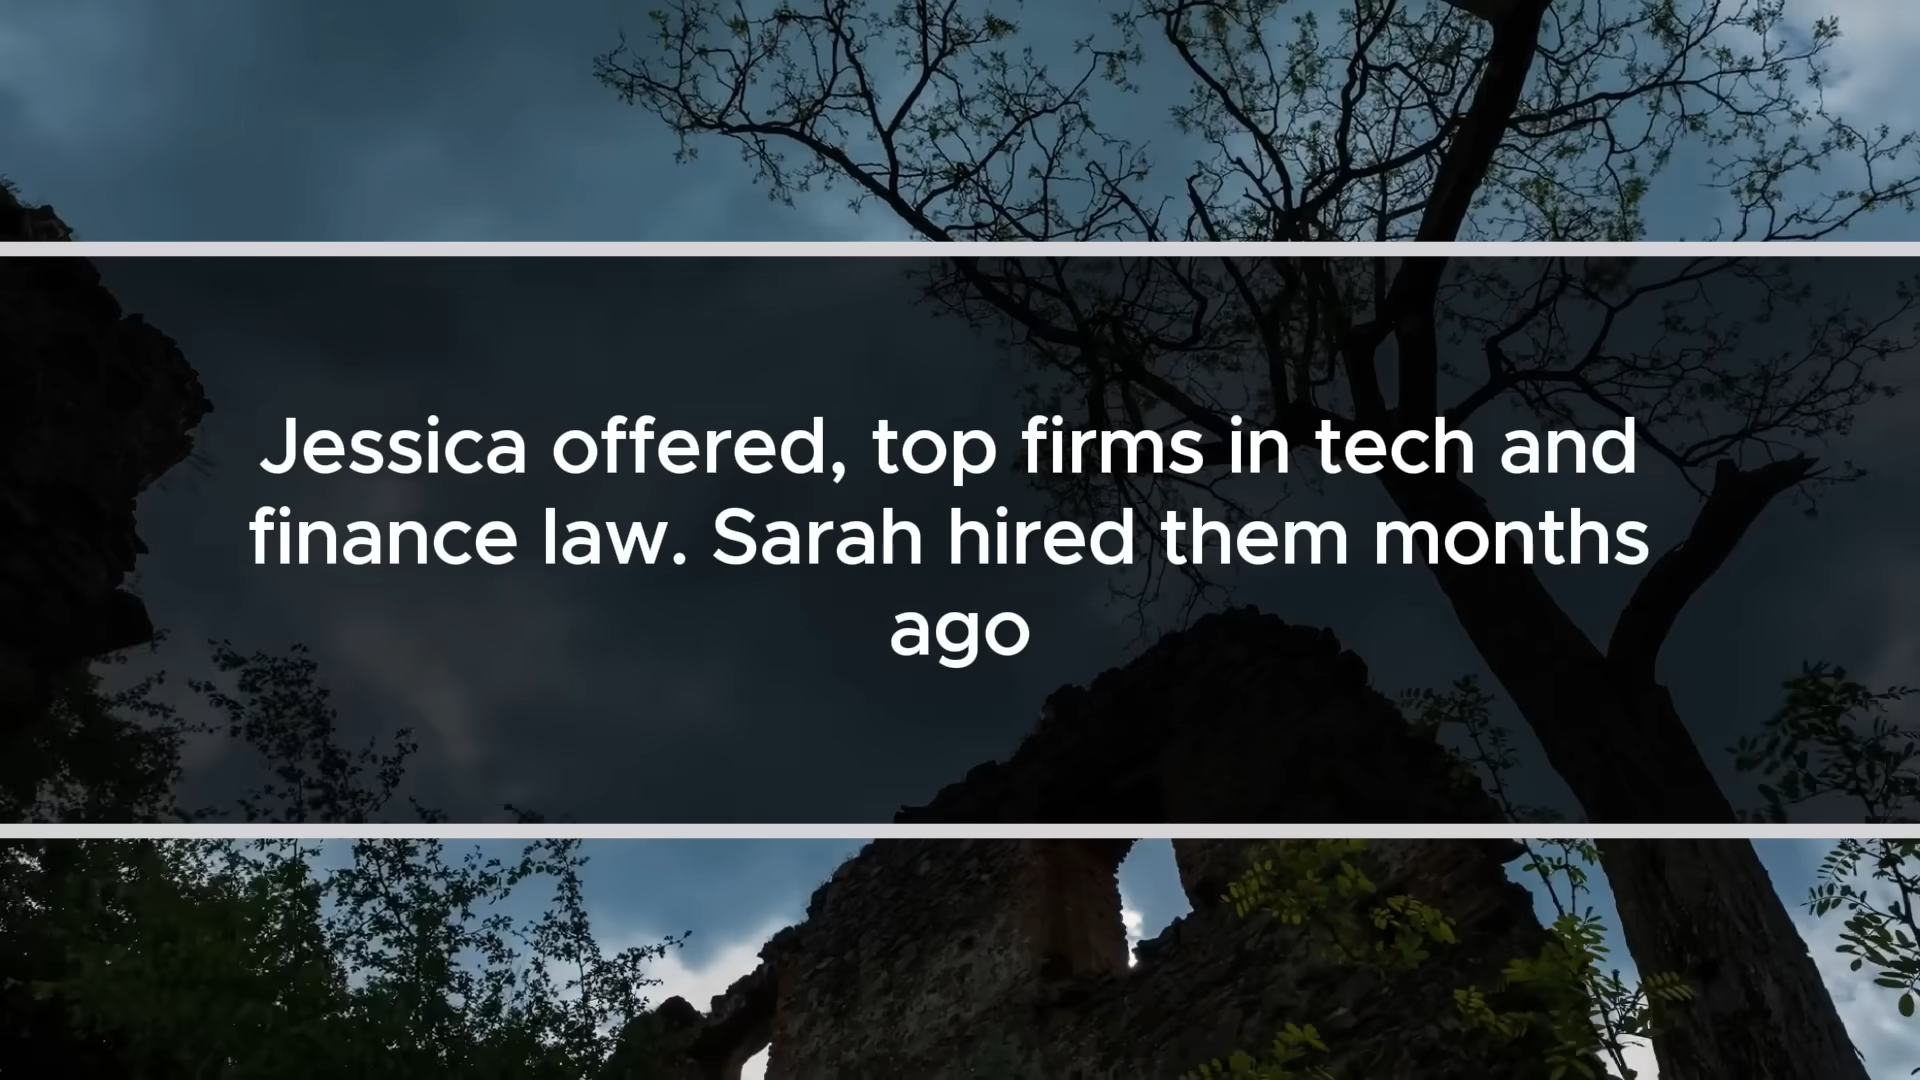 Jessica offered, top firms in tech and
finance law. Sarah hired them months
ago